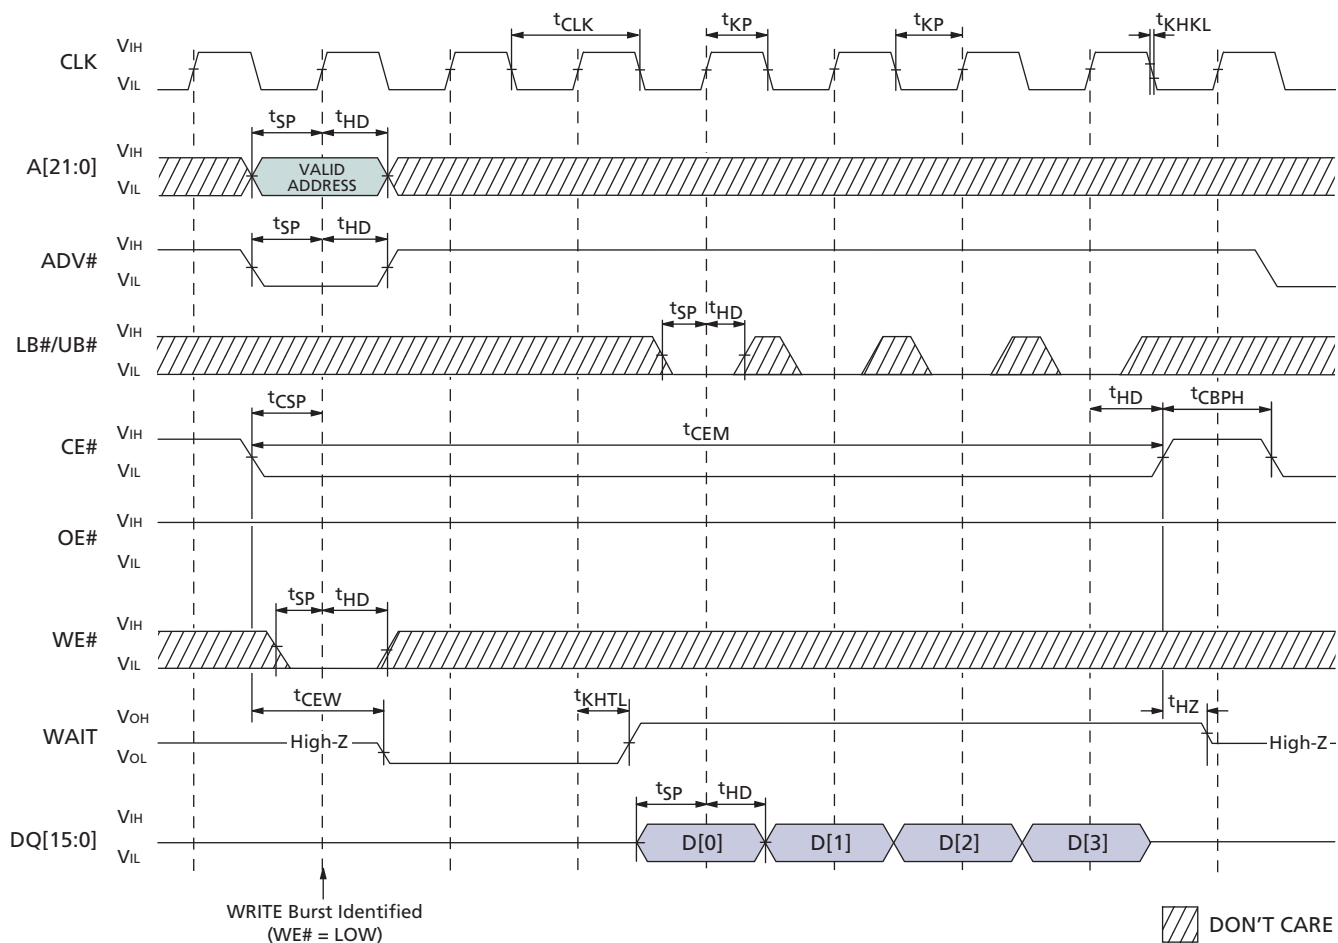 tCLK tKP tKP tKHKL
CLK VIH
VIL
tSP tHD
A[21:0] VIH
VIL
VALID
ADDRESS
tSP tHD
ADV# VIH
VIL
tSP tHD
LB#/UB# VIH
VIL
tCSP tHD tCBPH
CE# VIH
VIL
tCEM
OE# VIH
VIL
tSP tHD
WE# VIH
VIL
tCEW tKHTL tHZ
WAIT VOH
VOL
High-Z High-Z
tSP tHD
DQ[15:0] VIH
VIL
D[0] D[1] D[2] D[3]
WRITE Burst Identified
(WE# = LOW)
DON'T CARE